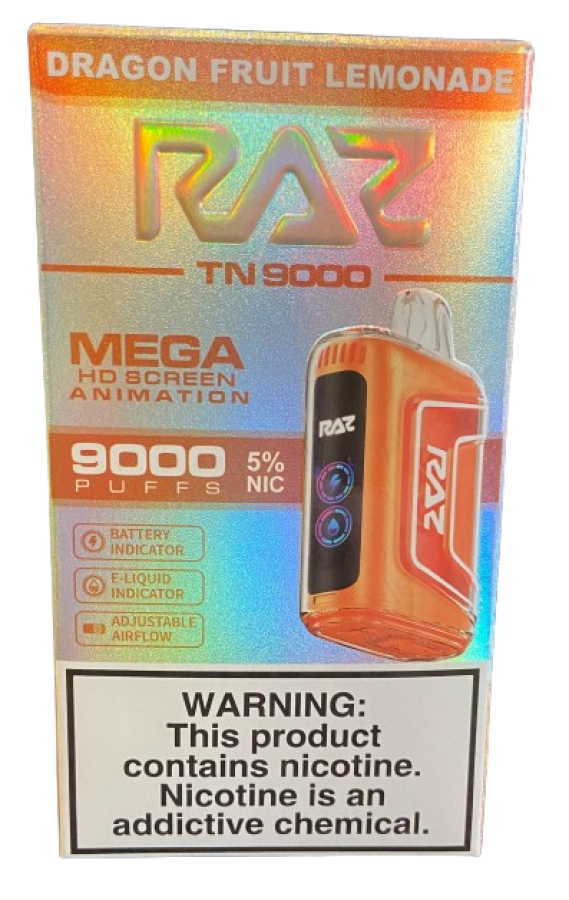 DRAGON FRUIT LEMONADE
RAZ
TN9000
MEGA
HD SCREEN
ANIMATION
9000
PUFFS
5%
NIC
RAZ
RAZ
BATTERY
INDICATOR
E-LIQUID
INDICATOR
ADJUSTABLE
AIRFLOW
WARNING:
This product
contains nicotine.
Nicotine is an
addictive chemical.